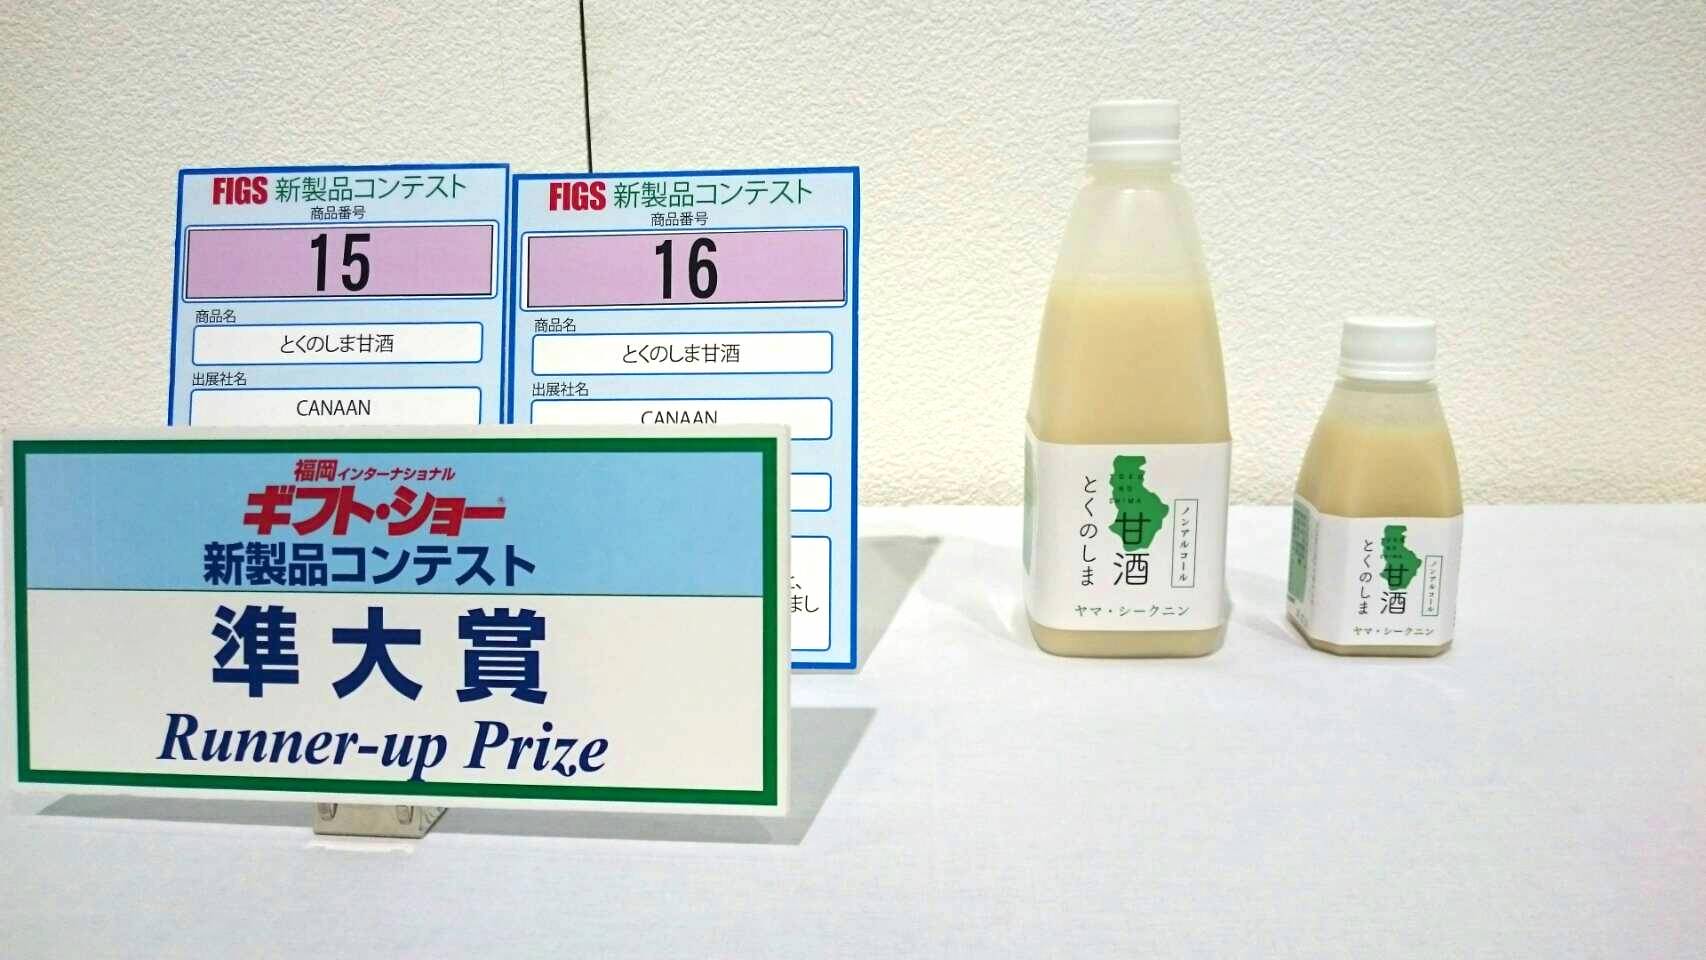 FIGS 新製品コンテスト
商品番号
15
商品名
とくのしま甘酒
出展社名
CANAAN
FIGS 新製品コンテスト
商品番号
16
商品名
とくのしま甘酒
出展社名
CANAAN
まし
福岡インターナショナル
ギフト・ショー
新製品コンテスト
準大賞
Runner-up Prize
TOKU
NO
SHIMA
とくのしま
甘酒
ノンアルコール
ヤマ・シークニン
とくのしま
甘酒
ノンアルコール
ヤマ・シークニン